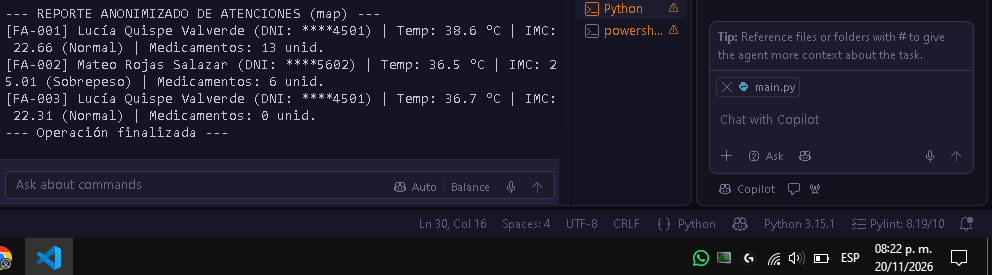 --- REPORTE ANONIMIZADO DE ATENCIONES (map) ---
[FA-001] Lucía Quispe Valverde (DNI: ****4501) | Temp: 38.6 °C | IMC:
 22.66 (Normal) | Medicamentos: 13 unid.
[FA-002] Mateo Rojas Salazar (DNI: ****5602) | Temp: 36.5 °C | IMC: 2
5.01 (Sobrepeso) | Medicamentos: 6 unid.
[FA-003] Lucía Quispe Valverde (DNI: ****4501) | Temp: 36.7 °C | IMC:
 22.31 (Normal) | Medicamentos: 0 unid.
--- Operación finalizada ---
Ask about commands
Auto | Balance
Python
powersh...
Tip: Reference files or folders with # to give
the agent more context about the task.
main.py
Chat with Copilot
Ask
Copilot
Ln 30, Col 16 Spaces: 4 UTF-8 CRLF {} Python Python 3.15.1 Pylint: 8.19/10
ESP
08:22 p. m.
20/11/2026